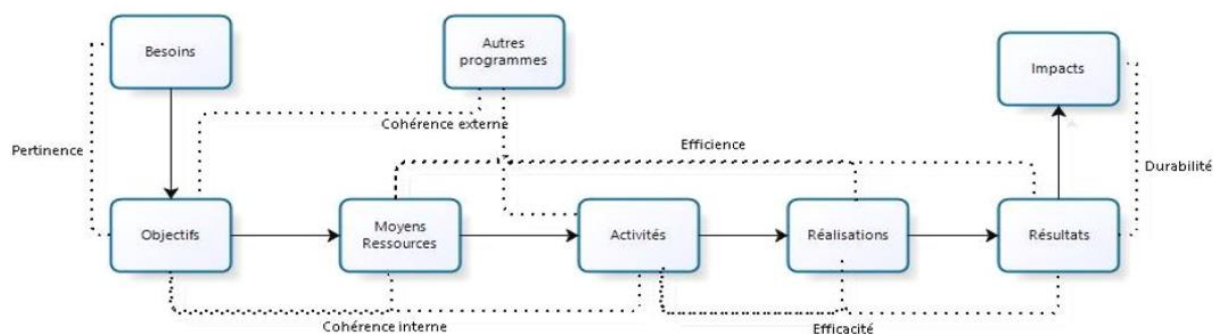 Besoins
Autres
programmes
Impacts
Cohérence externe
Pertinence
Efficience
Durabilité
Objectifs
Moyens
Ressources
Activités
Réalisations
Résultats
Cohérence interne
Efficacité